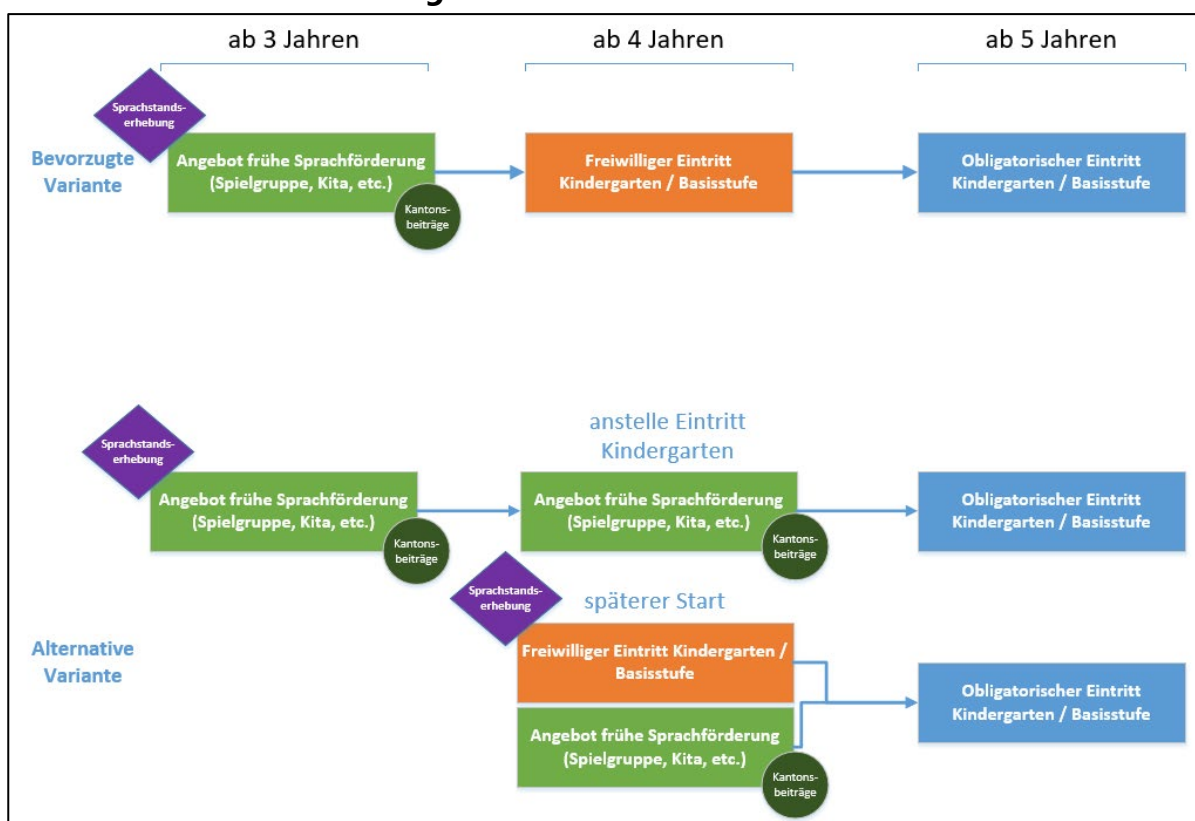 ab 3 Jahren
ab 4 Jahren
ab 5 Jahren
Sprachstands-
erhebung
Bevorzugte
Variante
Angebot frühe Sprachförderung
(Spielgruppe, Kita, etc.)
Kantons-
beiträge
Freiwilliger Eintritt
Kindergarten / Basisstufe
Obligatorischer Eintritt
Kindergarten / Basisstufe
anstelle Eintritt
Kindergarten
Sprachstands-
erhebung
Angebot frühe Sprachförderung
(Spielgruppe, Kita, etc.)
Kantons-
beiträge
Angebot frühe Sprachförderung
(Spielgruppe, Kita, etc.)
Kantons-
beiträge
Obligatorischer Eintritt
Kindergarten / Basisstufe
Sprachstands-
erhebung
späterer Start
Alternative
Variante
Freiwilliger Eintritt Kindergarten /
Basisstufe
Angebot frühe Sprachförderung
(Spielgruppe, Kita, etc.)
Kantons-
beiträge
Obligatorischer Eintritt
Kindergarten / Basisstufe